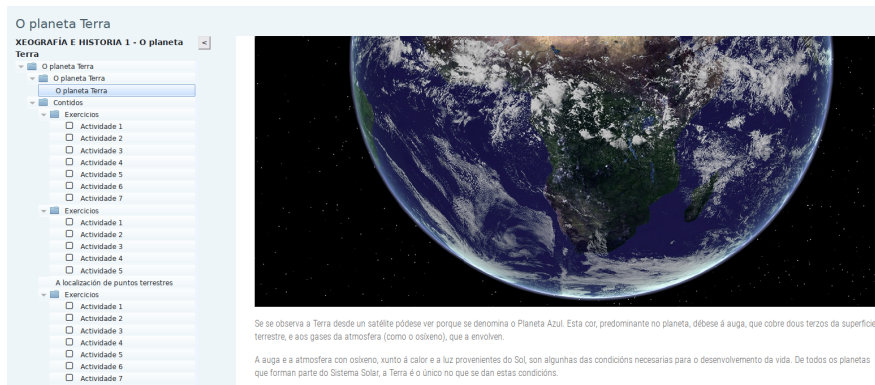 O planeta Terra
XEOGRAFÍA E HISTORIA 1 - O planeta
Terra
<
O planeta Terra
O planeta Terra
O planeta Terra
Contidos
Exercicios
Actividade 1
Actividade 2
Actividade 3
Actividade 4
Actividade 5
Actividade 6
Actividade 7
Exercicios
Actividade 1
Actividade 2
Actividade 3
Actividade 4
Actividade 5
A localización de puntos terrestres
Exercicios
Actividade 1
Actividade 2
Actividade 3
Actividade 4
Actividade 5
Actividade 6
Actividade 7
Se se observa a Terra desde un satélite pódese ver porque se denomina o Planeta Azul. Esta cor, predominante no planeta, débese á auga, que cobre dous terzos da superficie
terrestre, e aos gases da atmosfera (como o osíxeno), que a envolven.
A auga e a atmosfera con osíxeno, xunto á calor e a luz provenientes do Sol, son algunhas das condicións necesarias para o desenvolvemento da vida. De todos os planetas
que forman parte do Sistema Solar, a Terra é o único no que se dan estas condicións.